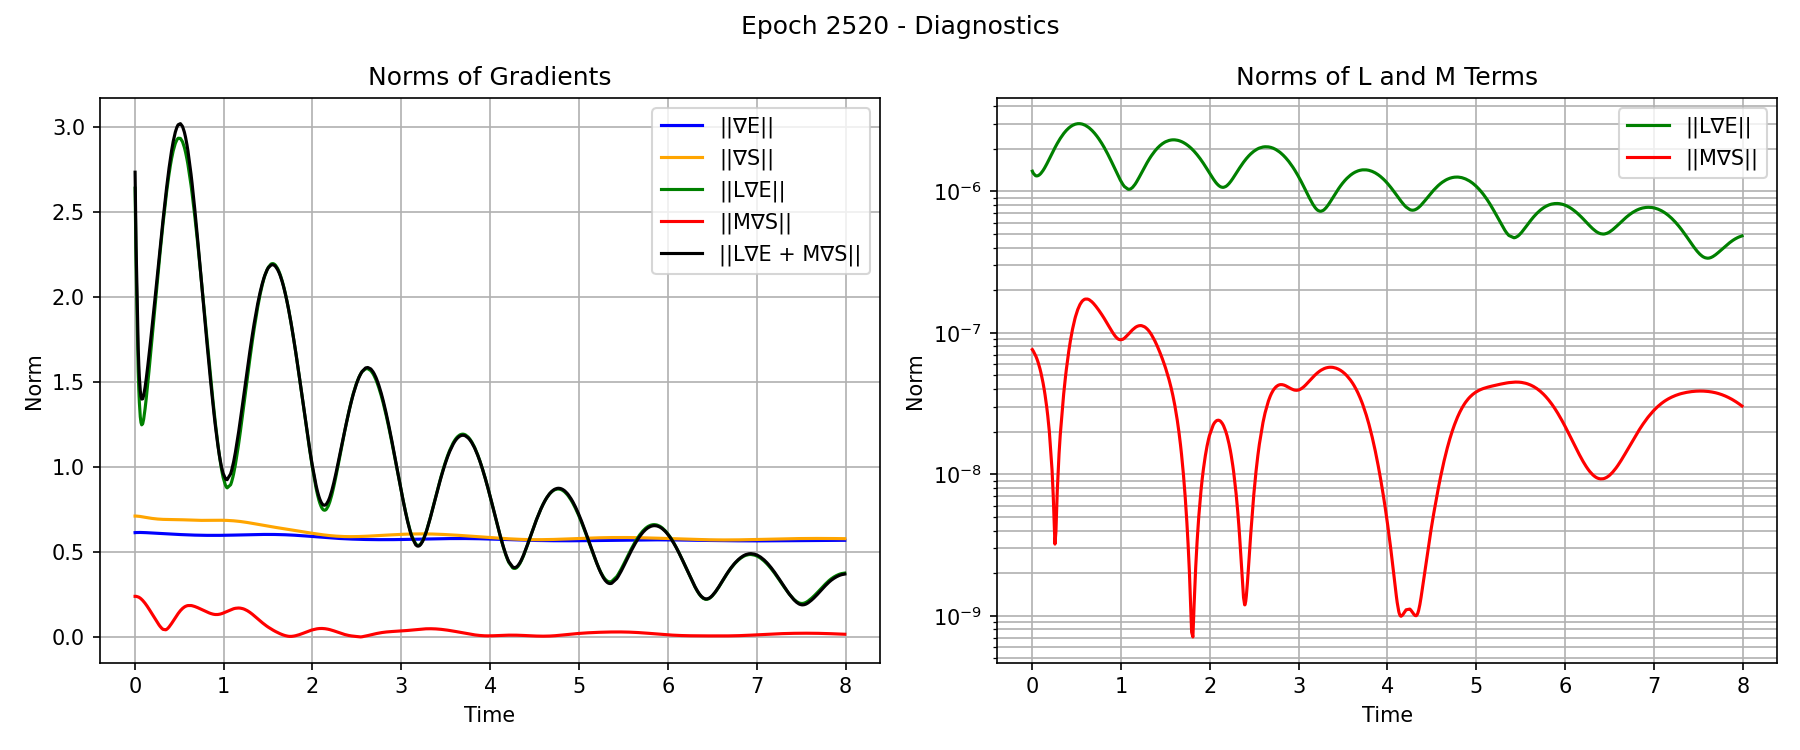 Epoch 2520 - Diagnostics
Norms of Gradients
Norm
3.0
2.5
2.0
1.5
1.0
0.5
0.0
||∇E||
||∇S||
||L∇E||
||M∇S||
||L∇E + M∇S||
0 1 2 3 4 5 6 7 8
Time
Norms of L and M Terms
Norm
10⁻⁶
10⁻⁷
10⁻⁸
10⁻⁹
||L∇E||
||M∇S||
0 1 2 3 4 5 6 7 8
Time